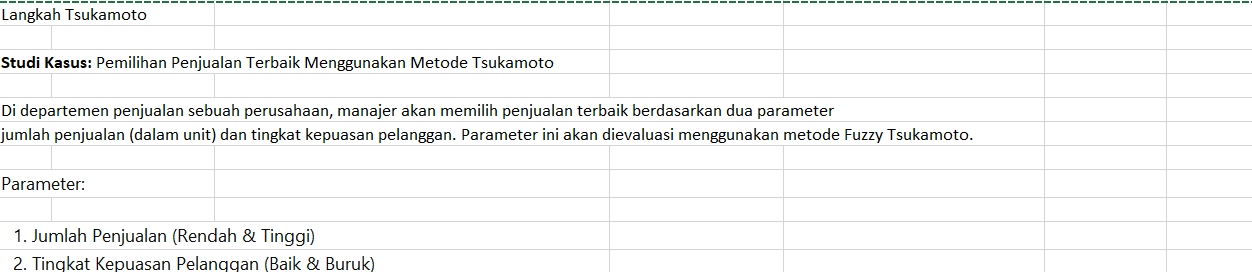 Langkah Tsukamoto
Studi Kasus: Pemilihan Penjualan Terbaik Menggunakan Metode Tsukamoto
Di departemen penjualan sebuah perusahaan, manajer akan memilih penjualan terbaik berdasarkan dua parameter
jumlah penjualan (dalam unit) dan tingkat kepuasan pelanggan. Parameter ini akan dievaluasi menggunakan metode Fuzzy Tsukamoto.
Parameter:
1. Jumlah Penjualan (Rendah & Tinggi)
2. Tingkat Kepuasan Pelanggan (Baik & Buruk)